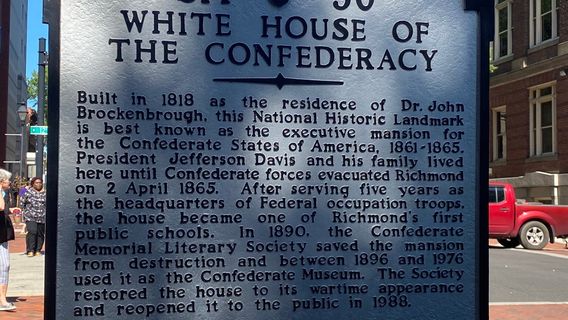 50
WHITE HOUSE OF
THE CONFEDERACY
Built in 1818 as the residence of Dr. John
Brockenbrough, this National Historic Landmark
is best known as the executive mansion for
the Confederate States of America, 1861-1865.
President Jefferson Davis and his family lived
here until Confederate forces evacuated Richmond
on 2 April 1865. After serving five years as
the headquarters of Federal occupation troops,
the house became one of Richmond's first
public schools. In 1890, the Confederate
Memorial Literary Society saved the mansion
from destruction and between 1896 and 1976
used it as the Confederate Museum. The Society
restored the house to its wartime appearance
and reopened it to the public in 1988.